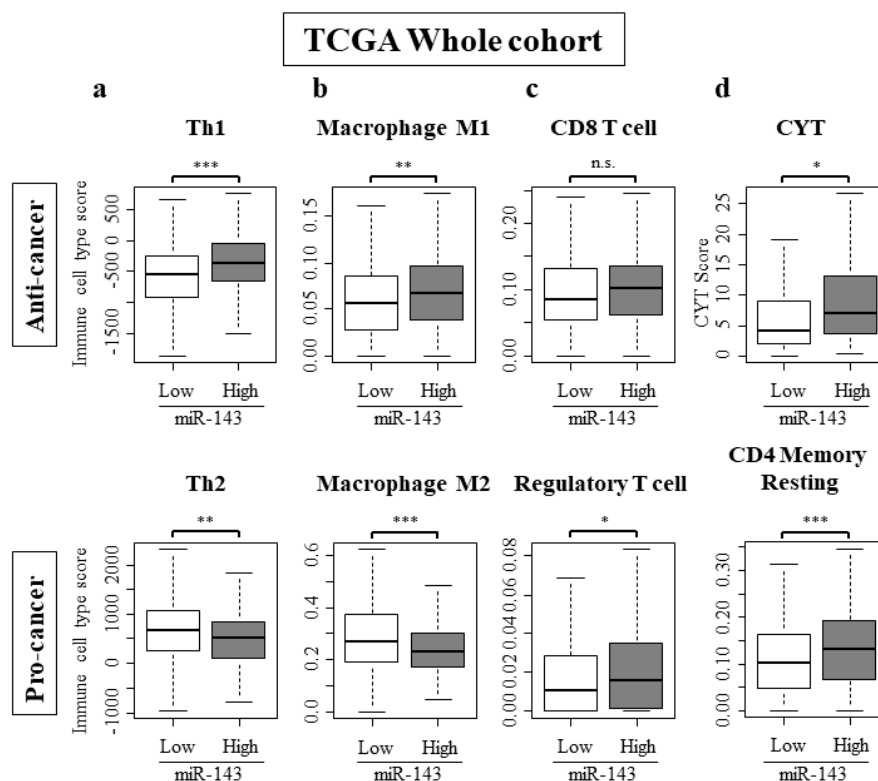 TCGA Whole cohort
a b c d
Th1 Macrophage M1 CD8 T cell CYT
*** ** n.s. *
Anti-cancer
Immune cell type score
500
0
-500
-1500
0.15
0.10
0.05
0.00
0.20
0.10
0.00
CYT Score
25
20
15
10
5
0
Low High Low High Low High Low High
miR-143 miR-143 miR-143 miR-143
CD4 Memory
Th2 Macrophage M2 Regulatory T cell Resting
** *** * ***
Pro-cancer
Immune cell type score
2000
1000
0
-1000
0.6
0.4
0.2
0.0
0.08
0.06
0.04
0.02
0.00
0.30
0.20
0.10
0.00
Low High Low High Low High Low High
miR-143 miR-143 miR-143 miR-143